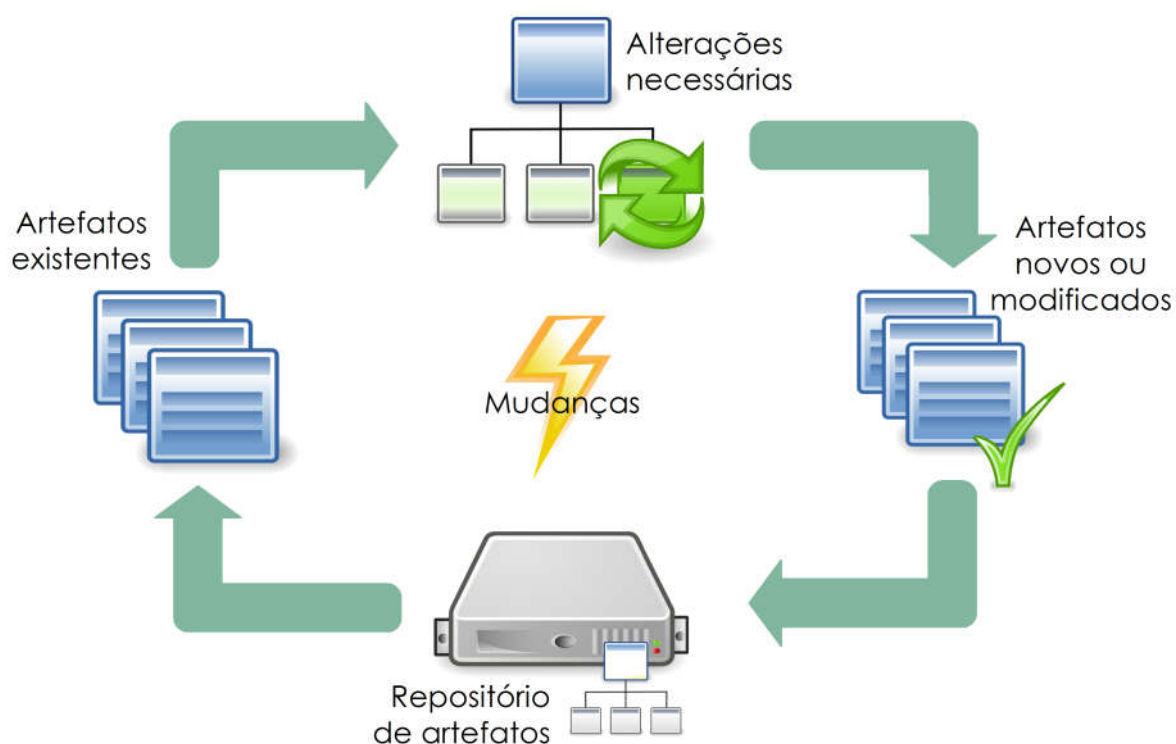 Alterações
necessárias
Artefatos
existentes
Artefatos
novos ou
modificados
Mudanças
Repositório
de artefatos